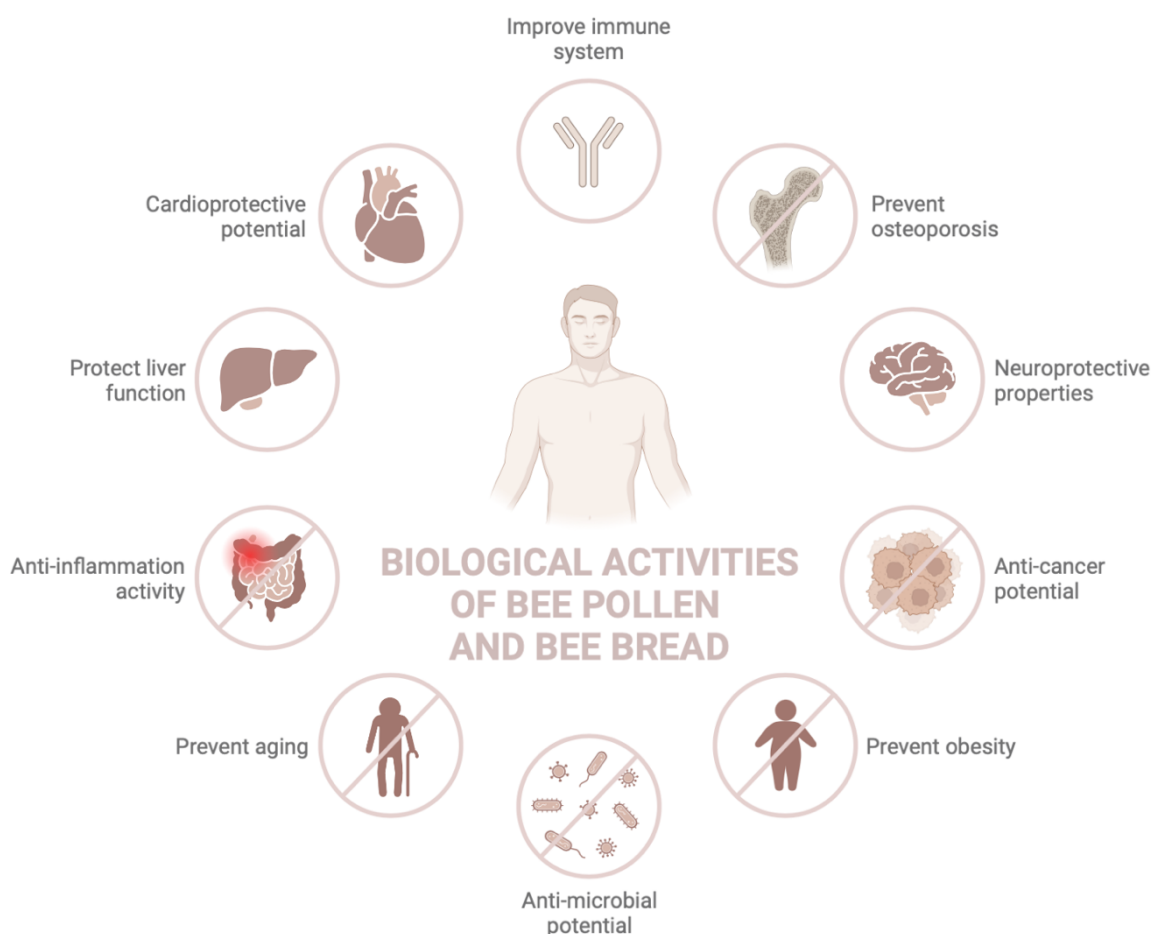 Improve immune
system
Cardioprotective
potential
Prevent
osteoporosis
Protect liver
function
Neuroprotective
properties
Anti-inflammation
activity
BIOLOGICAL ACTIVITIES
OF BEE POLLEN
AND BEE BREAD
Anti-cancer
potential
Prevent aging
Prevent obesity
Anti-microbial
potential